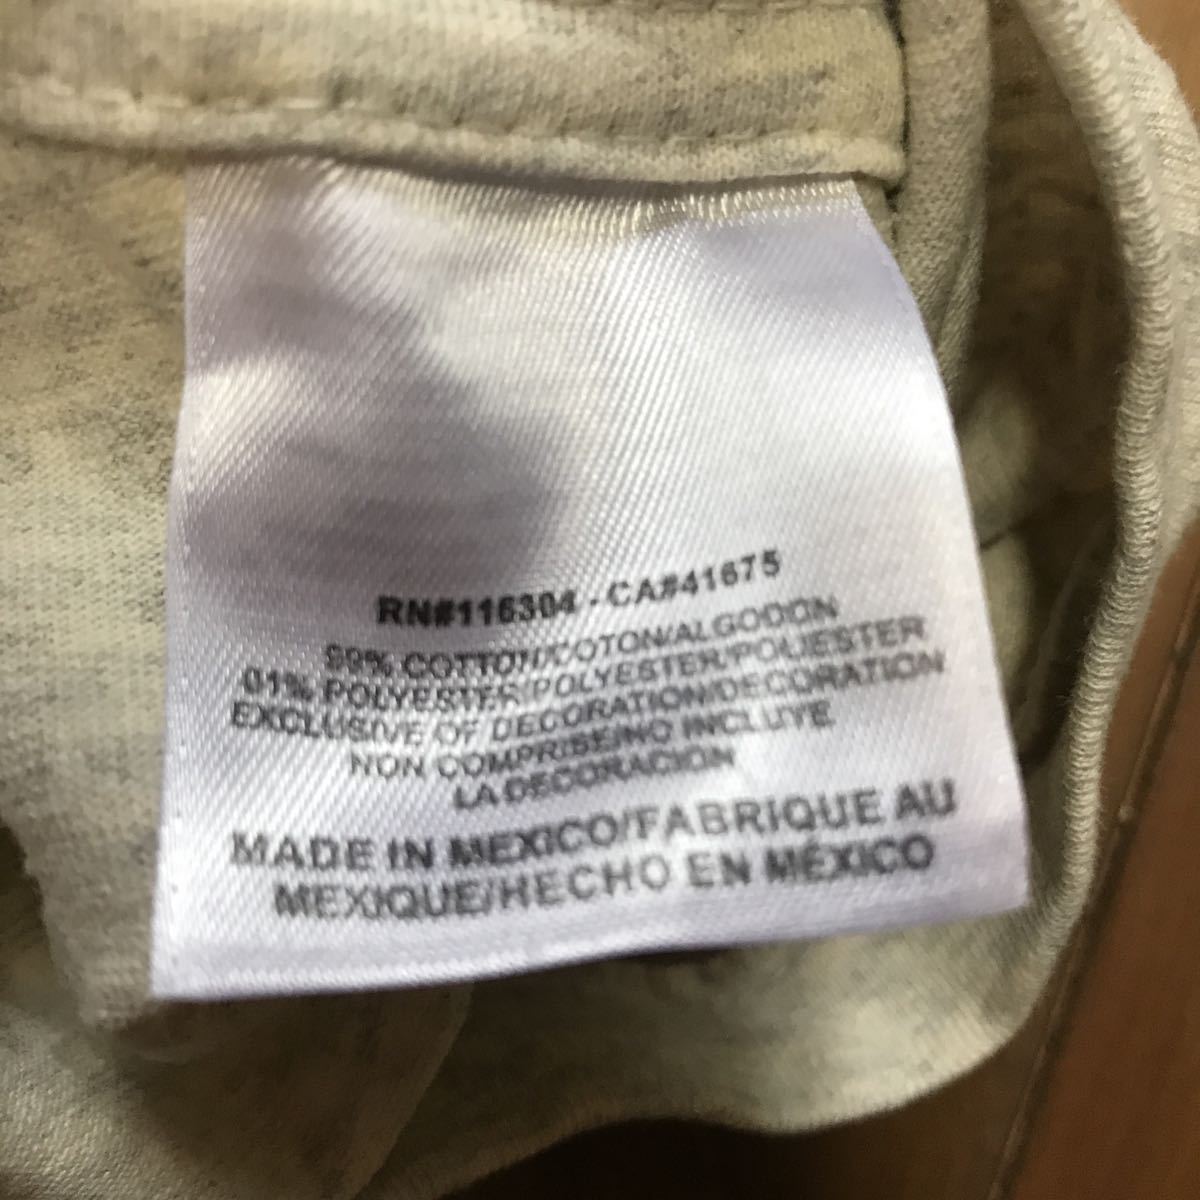 RN#116304 - CA#41675
99% COTTON/COTON/ALGODON
01% POLYESTER/POLYESTER/POLIESTER
EXCLUSIVE OF DECORATION/DECORATION
NON COMPRISE/NO INCLUYE
LA DECORACION
MADE IN MEXICO/FABRIQUE AU
MEXIQUE/HECHO EN MÉXICO